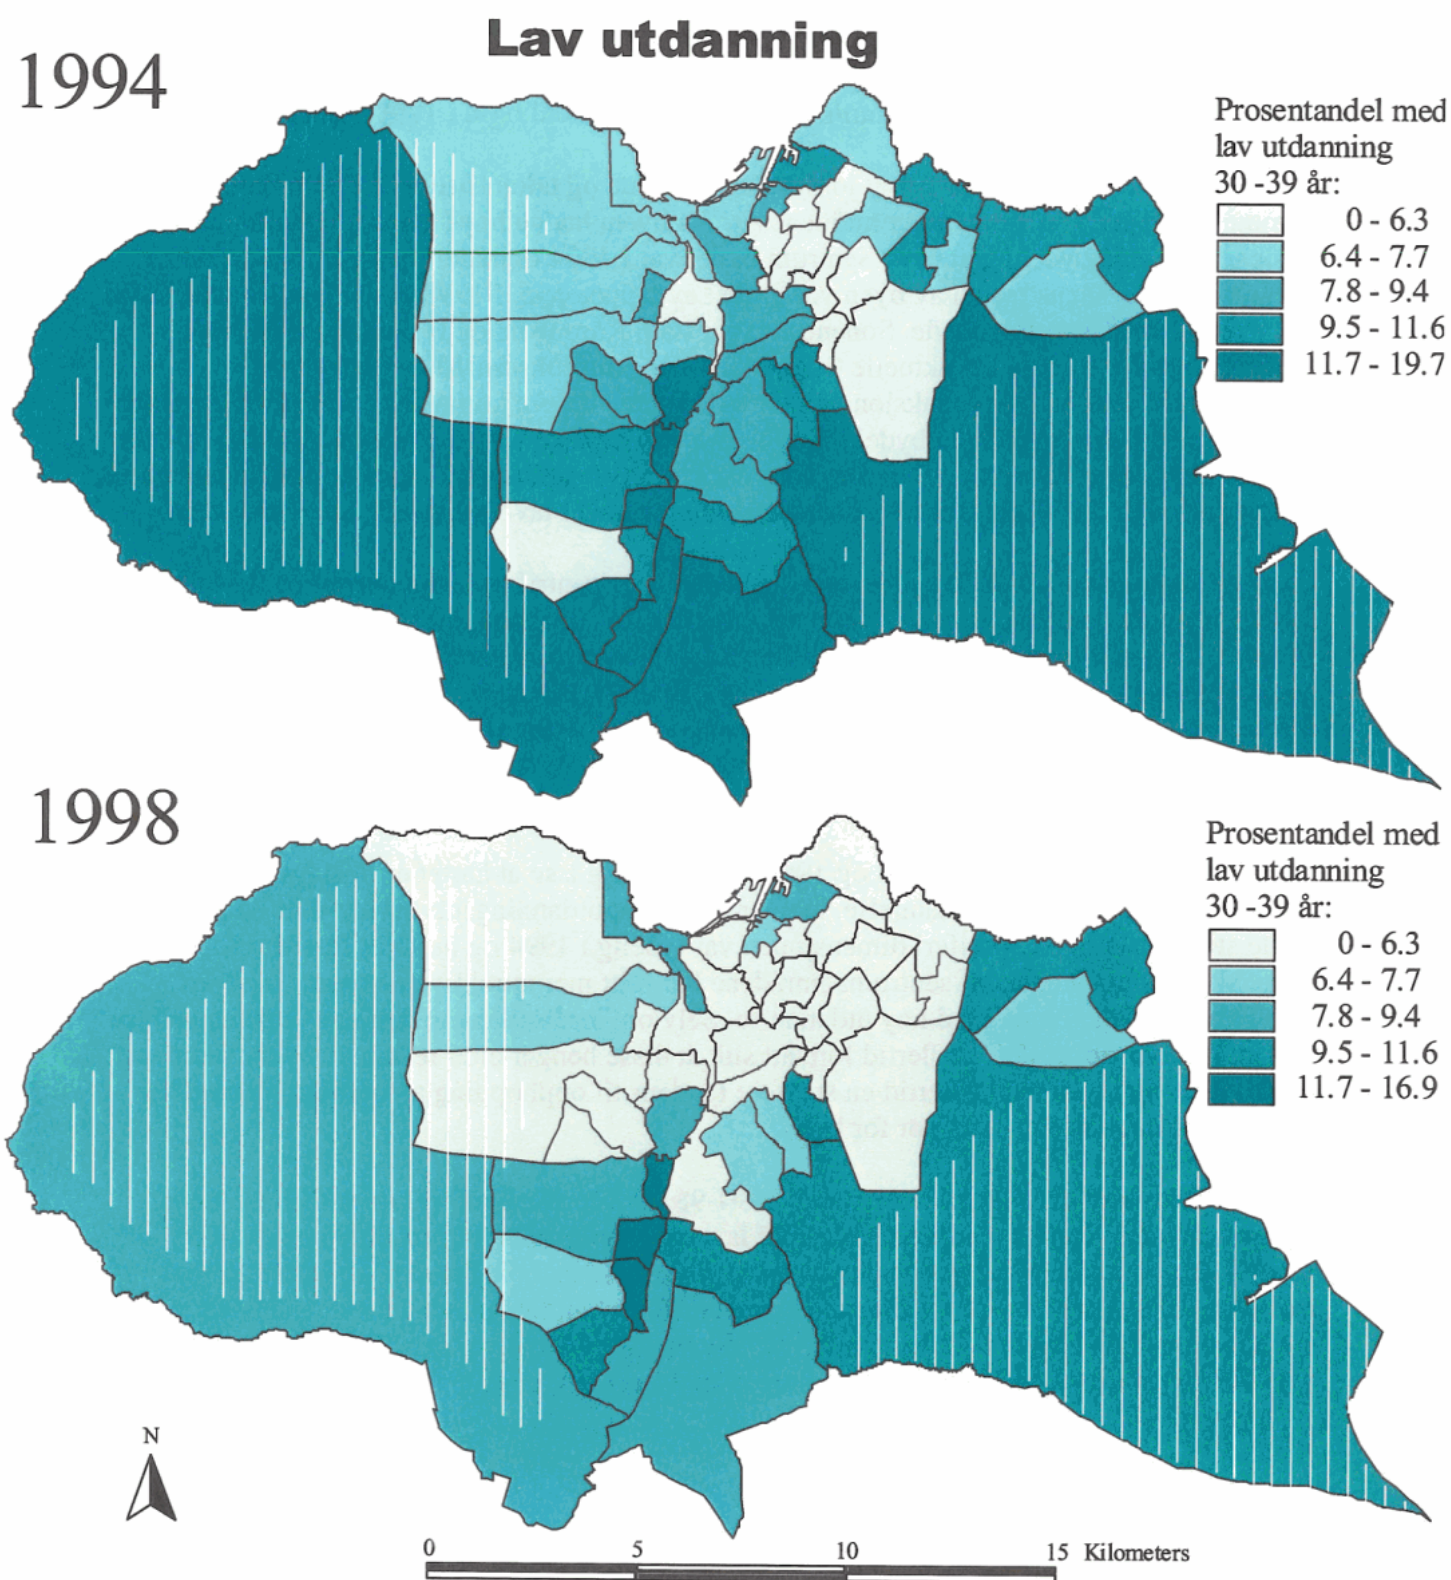 Lav utdanning
1994
Prosentandel med
lav utdanning
30 -39 år:
0 - 6.3
6.4 - 7.7
7.8 - 9.4
9.5 - 11.6
11.7 - 19.7
1998
Prosentandel med
lav utdanning
30 -39 år:
0 - 6.3
6.4 - 7.7
7.8 - 9.4
9.5 - 11.6
11.7 - 16.9
N
0 5 10 15 Kilometers